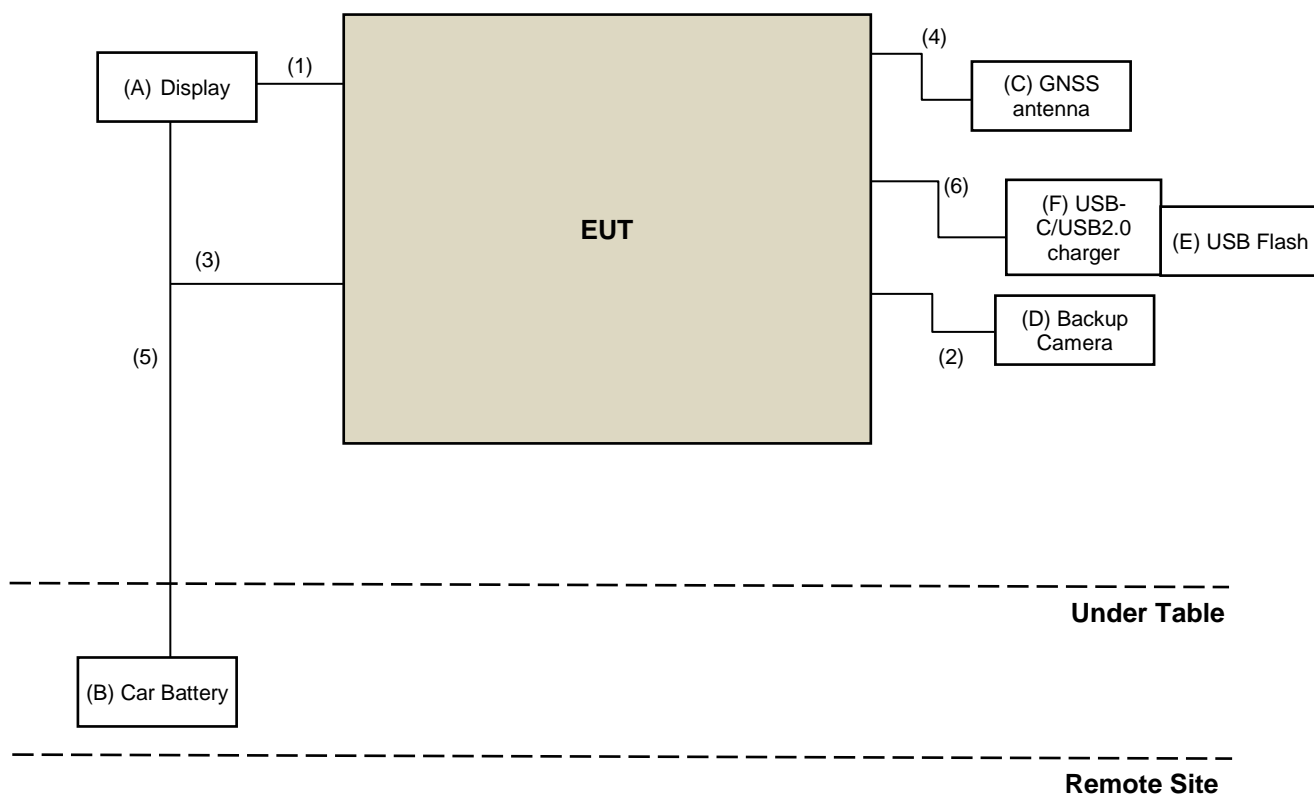 (4)
(1)
(A) Display
(C) GNSS
antenna
(6)
(F) USB-
C/USB2.0
charger
(E) USB Flash
EUT
(3)
(D) Backup
Camera
(5)
(2)
Under Table
(B) Car Battery
Remote Site